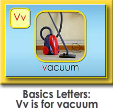 Vv
vacuum
Basics Letters:
Vv is for vacuum